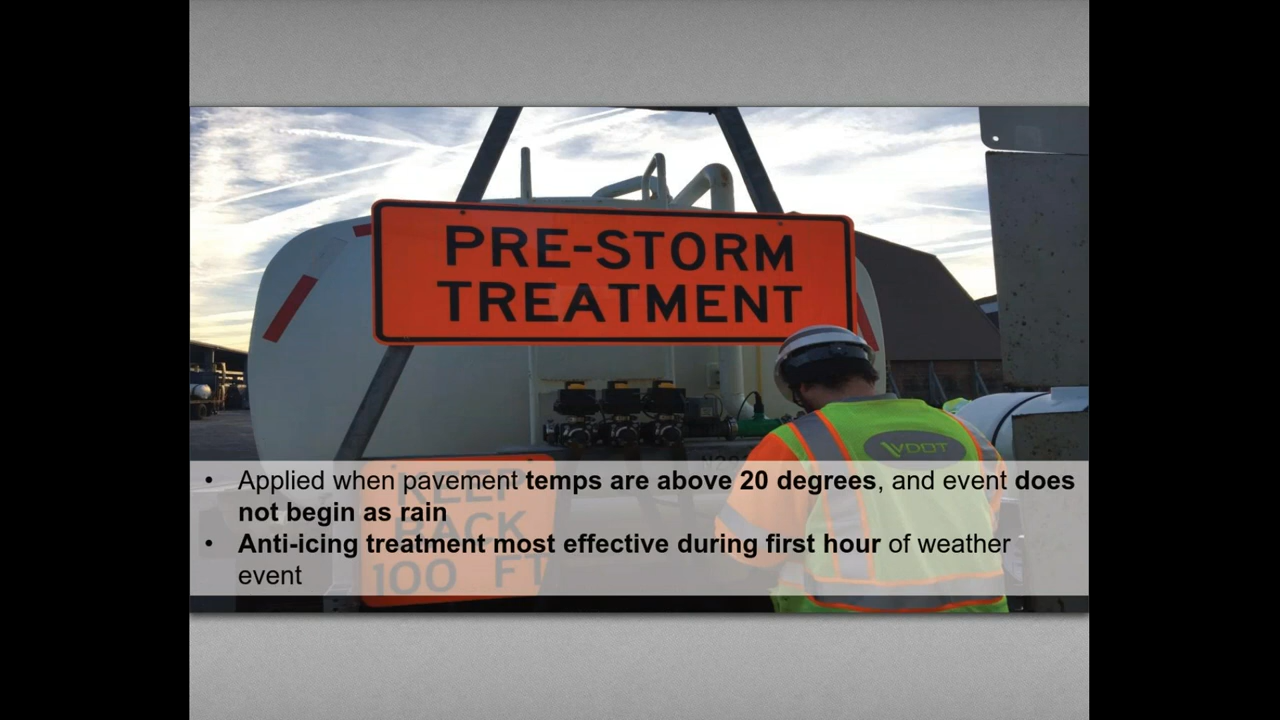 PRE-STORM
TREATMENT
VDOT
KEEP
BACK
100 FT
• Applied when pavement temps are above 20 degrees, and event does
not begin as rain
• Anti-icing treatment most effective during first hour of weather
event